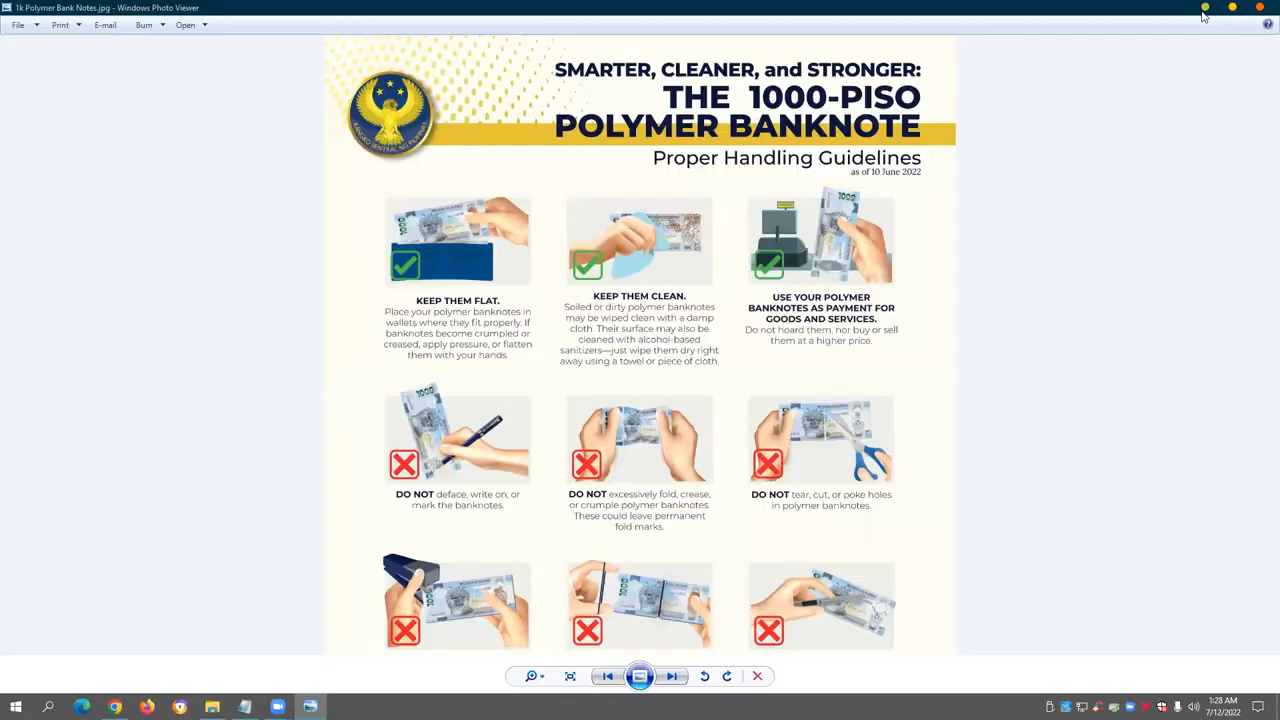 1k Polymer Bank Notes.jpg - Windows Photo Viewer
File Print E-mail Burn Open
SMARTER, CLEANER, and STRONGER:
THE 1000-PISO
POLYMER BANKNOTE
Proper Handling Guidelines
as of 10 June 2022
BANGKO SENTRAL NG PILIPINAS
KEEP THEM FLAT.
Place your polymer banknotes in
wallets where they fit properly. If
banknotes become crumpled or
creased, apply pressure, or flatten
them with your hands.
KEEP THEM CLEAN.
Soiled or dirty polymer banknotes
may be wiped clean with a damp
cloth. Their surface may also be
cleaned with alcohol-based
sanitizers—just wipe them dry right
away using a towel or piece of cloth.
USE YOUR POLYMER
BANKNOTES AS PAYMENT FOR
GOODS AND SERVICES.
Do not hoard them, nor buy or sell
them at a higher price.
DO NOT deface, write on, or
mark the banknotes.
DO NOT excessively fold, crease,
or crumple polymer banknotes.
These could leave permanent
fold marks.
DO NOT tear, cut, or poke holes
in polymer banknotes.
1:28 AM
7/12/2022